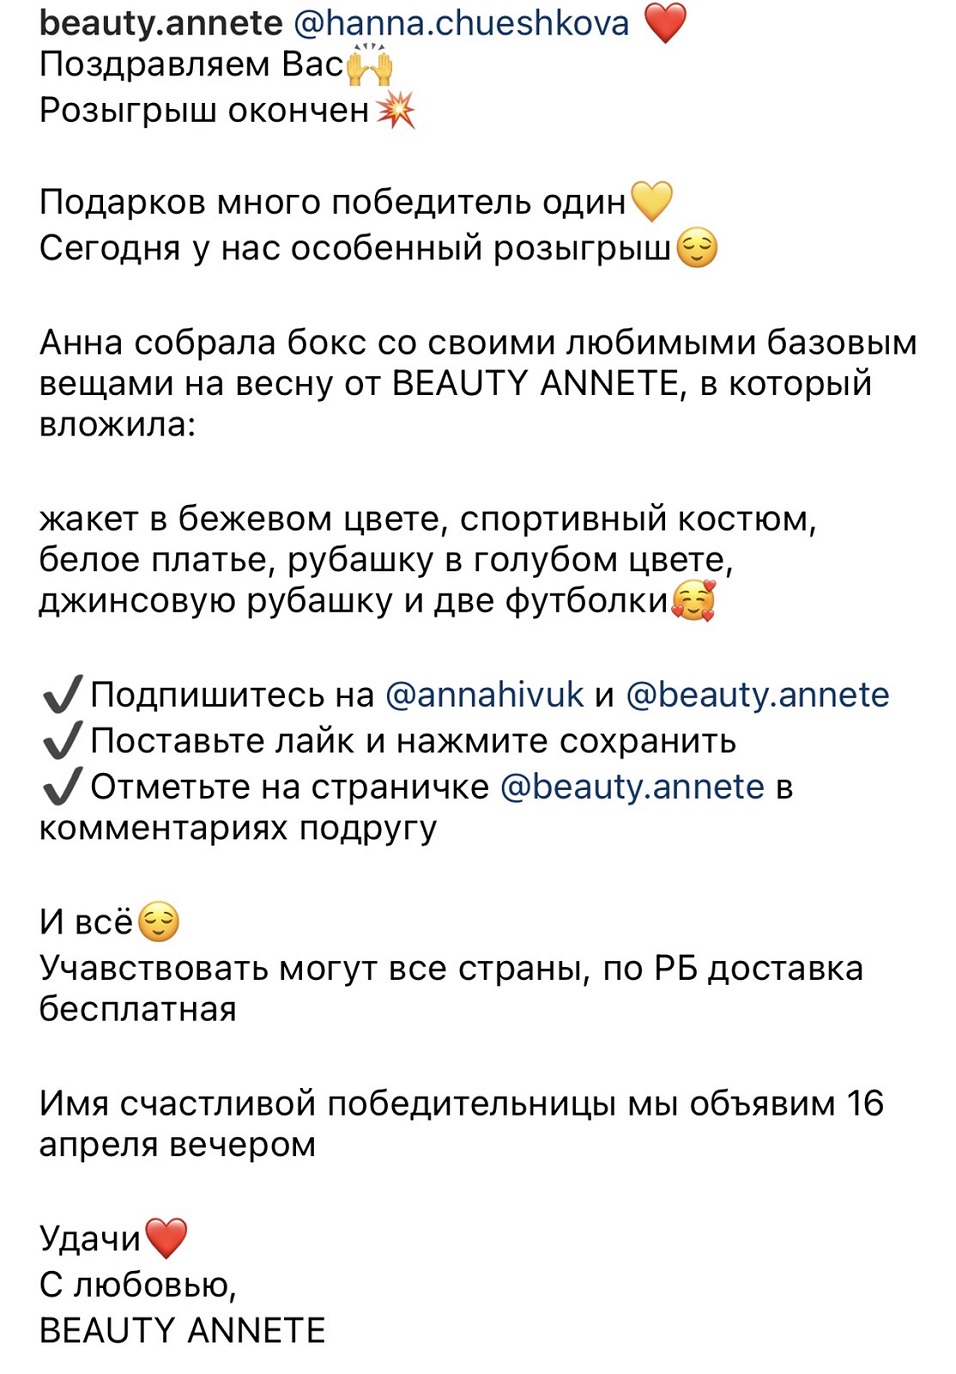 beauty.annete @hanna.chueshkova ❤️
Поздравляем Вас🙌
Розыгрыш окончен💥
Подарков много победитель один💛
Сегодня у нас особенный розыгрыш😌
Анна собрала бокс со своими любимыми базовым
вещами на весну от BEAUTY ANNETE, в который
вложила:
жакет в бежевом цвете, спортивный костюм,
белое платье, рубашку в голубом цвете,
джинсовую рубашку и две футболки🥰
✔️Подпишитесь на @annahivuk и @beauty.annete
✔️Поставьте лайк и нажмите сохранить
✔️Отметьте на страничке @beauty.annete в
комментариях подругу
И всё😌
Учавствовать могут все страны, по РБ доставка
бесплатная
Имя счастливой победительницы мы объявим 16
апреля вечером
Удачи❤️
С любовью,
BEAUTY ANNETE